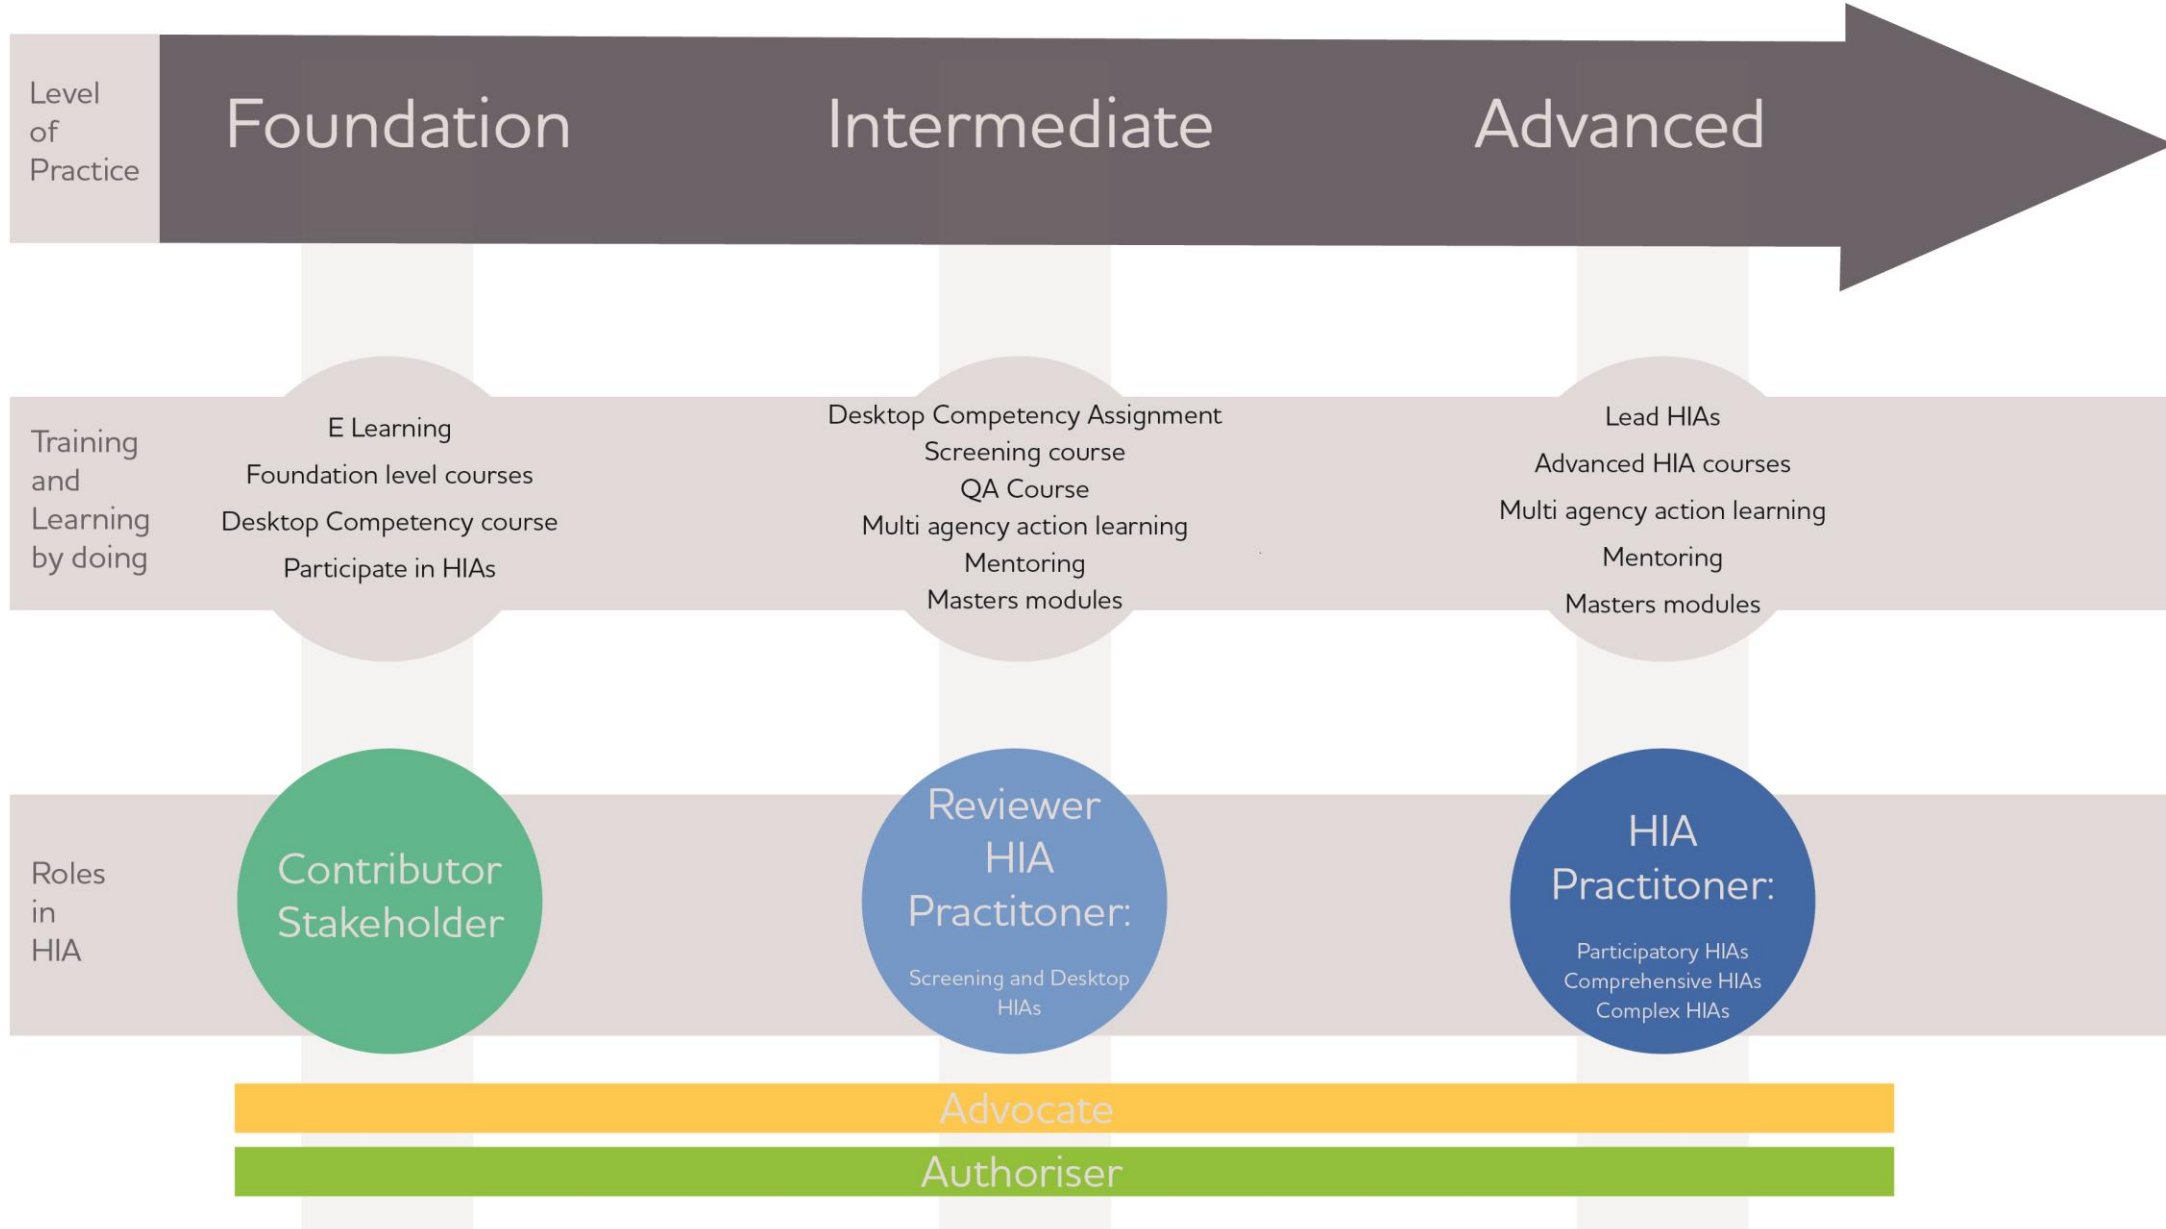 Level
of
Practice
Foundation
Intermediate
Advanced
Training
and
Learning
by doing
E Learning
Foundation level courses
Desktop Competency course
Participate in HIAs
Desktop Competency Assignment
Screening course
QA Course
Multi agency action learning
Mentoring
Masters modules
Lead HIAs
Advanced HIA courses
Multi agency action learning
Mentoring
Masters modules
Roles
in
HIA
Contributor
Stakeholder
Reviewer
HIA
Practitoner:
Screening and Desktop
HIAs
HIA
Practitoner:
Participatory HIAs
Comprehensive HIAs
Complex HIAs
Advocate
Authoriser